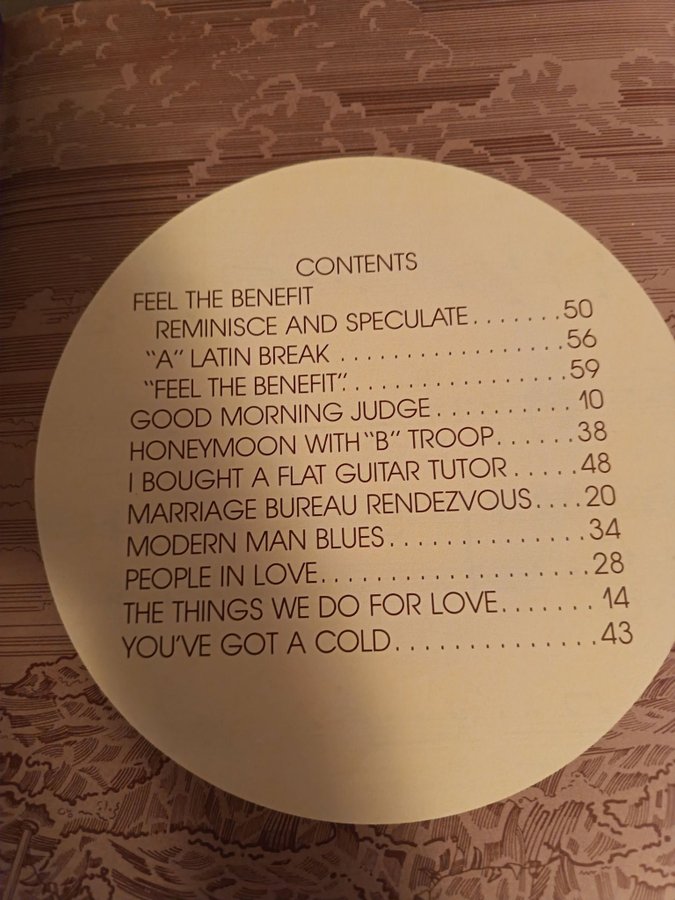 CONTENTS
FEEL THE BENEFIT
REMINISCE AND SPECULATE.......50
"A" LATIN BREAK .................56
"FEEL THE BENEFIT"................59
GOOD MORNING JUDGE..........10
HONEYMOON WITH "B" TROOP......38
I BOUGHT A FLAT GUITAR TUTOR .....48
MARRIAGE BUREAU RENDEZVOUS....20
MODERN MAN BLUES..............34
PEOPLE IN LOVE....................28
THE THINGS WE DO FOR LOVE.......14
YOU'VE GOT A COLD..............43